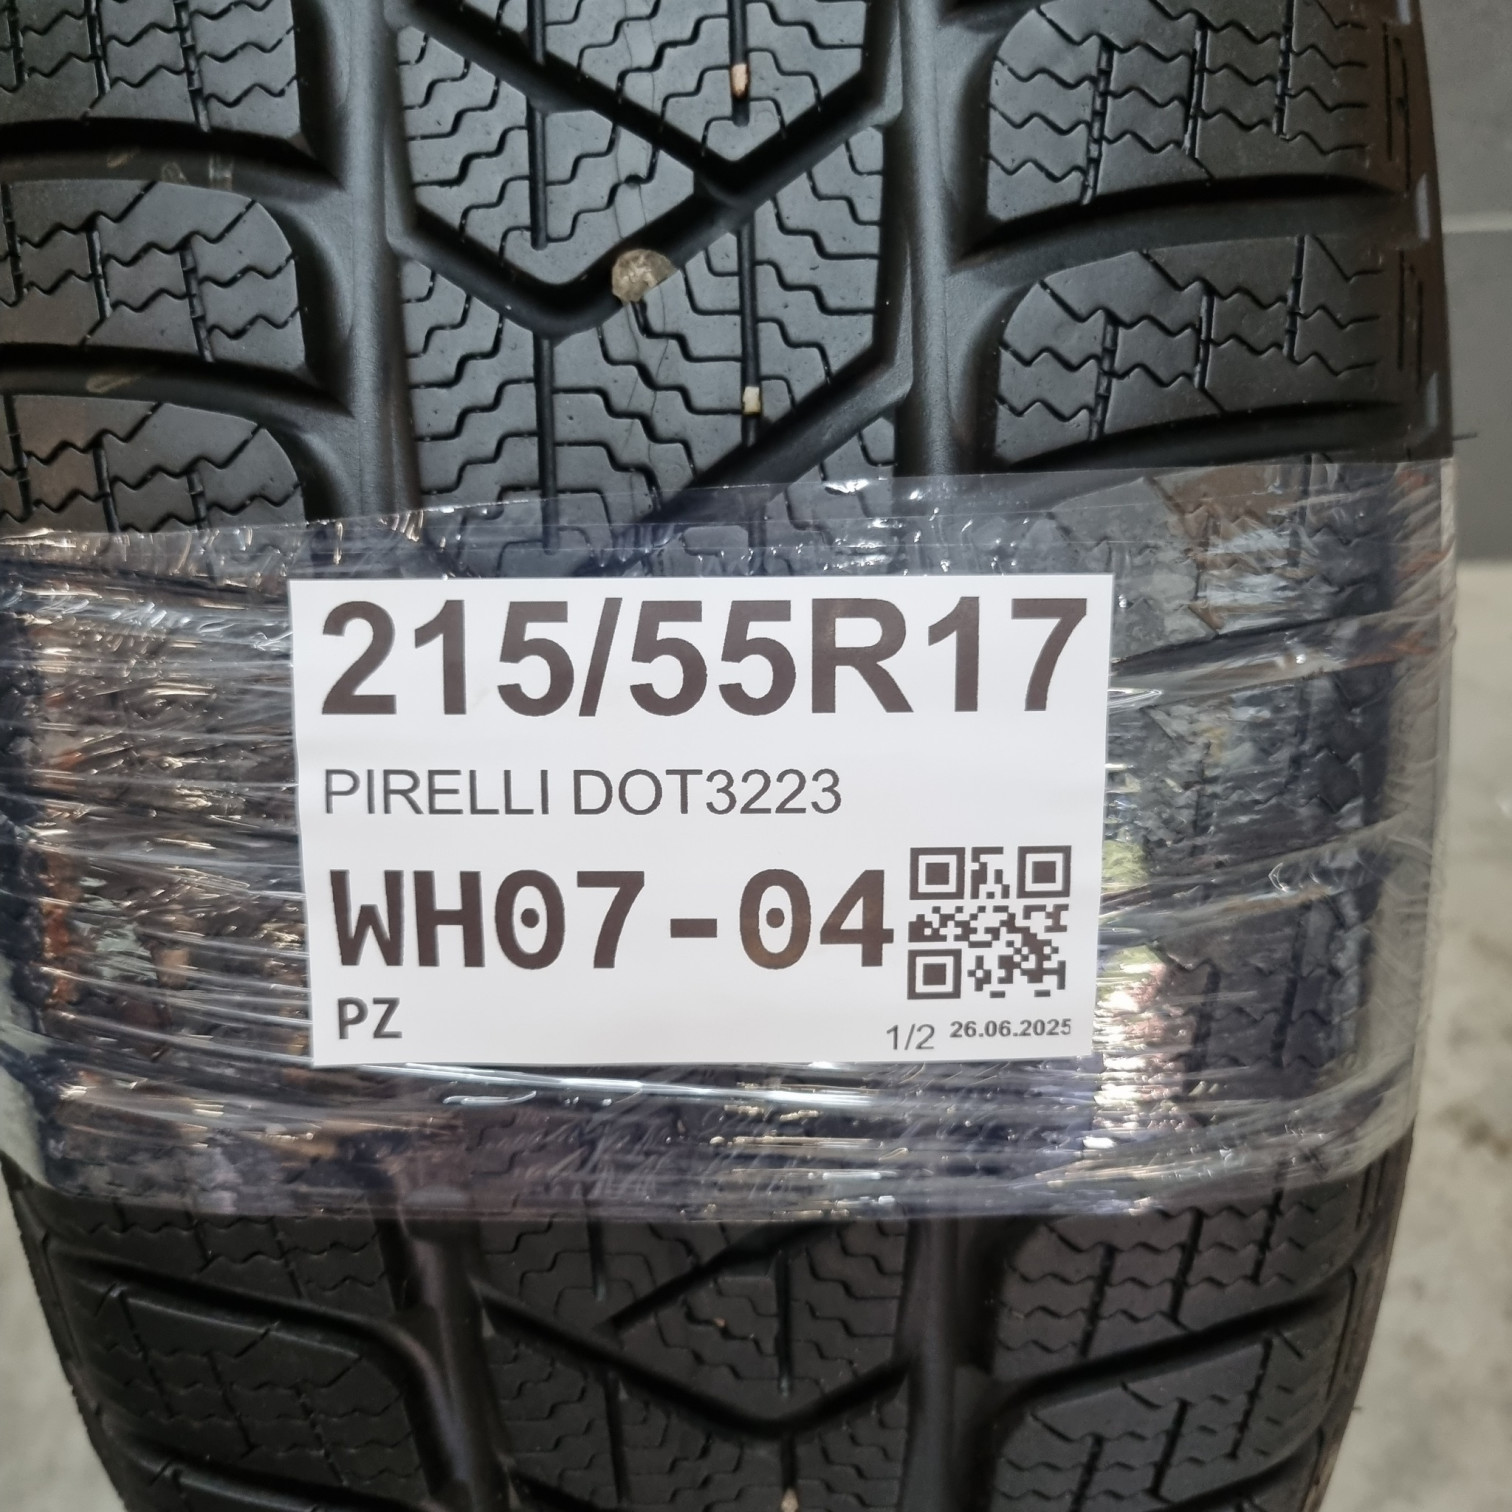 215/55R17
PIRELLI DOT3223
WH07-04
PZ
1/2 26.06.2025